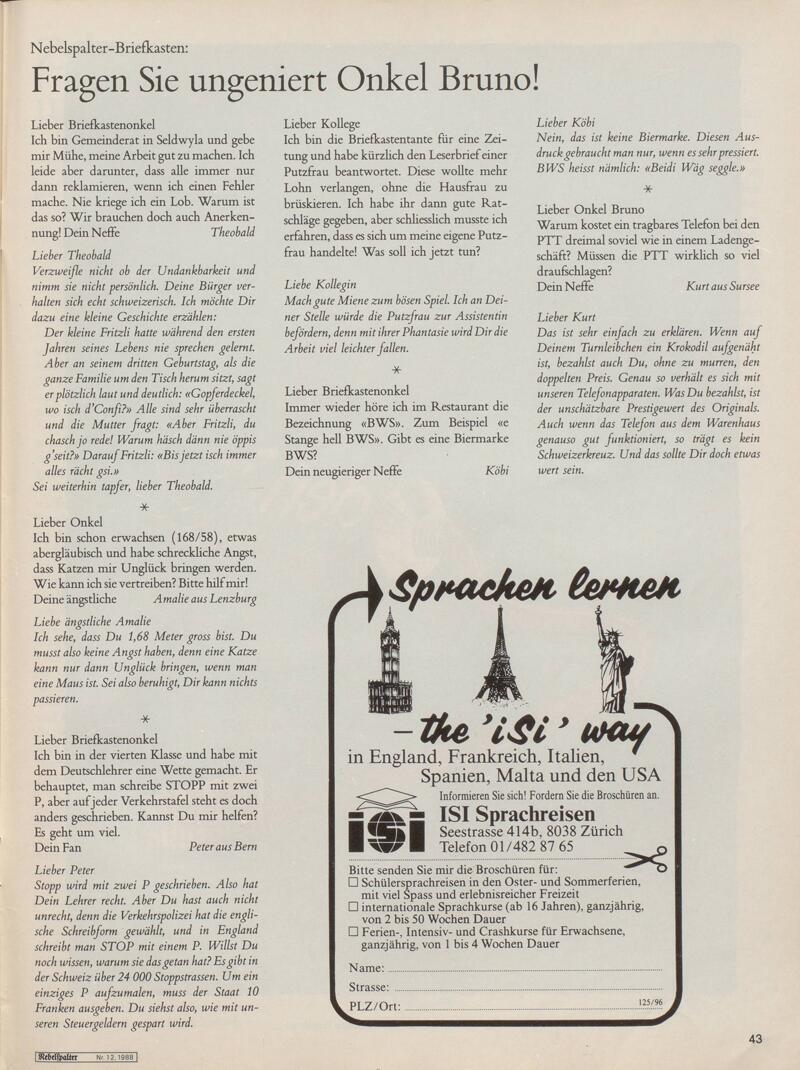 Nebelspalter-Briefkasten:
Fragen Sie ungeniert Onkel Bruno!
Lieber Briefkastenonkel
Ich bin Gemeinderat in Seldwyla und gebe
mir Mühe, meine Arbeit gut zu machen. Ich
leide aber darunter, dass alle immer nur
dann reklamieren, wenn ich einen Fehler
mache. Nie kriege ich ein Lob. Warum ist
das so? Wir brauchen doch auch Anerken-
nung! Dein Neffe Theobald
Lieber Theobald
Verzweifle nicht ob der Undankbarkeit und
nimm sie nicht persönlich. Deine Bürger ver-
halten sich echt schweizerisch. Ich möchte Dir
dazu eine kleine Geschichte erzählen:
Der kleine Fritzli hatte während den ersten
Jahren seines Lebens nie sprechen gelernt.
Aber an seinem dritten Geburtstag, als die
ganze Familie um den Tisch herum sitzt, sagt
er plötzlich laut und deutlich: «Gopferdeckel,
wo isch d'Confi?» Alle sind sehr überrascht
und die Mutter fragt: «Aber Fritzli, du
chasch jo rede! Warum häsch dänn nie öppis
g'seit?» Darauf Fritzli: «Bis jetzt isch immer
alles rächt gsi.»
Sei weiterhin tapfer, lieber Theobald.
*
Lieber Onkel
Ich bin schon erwachsen (168/58), etwas
abergläubisch und habe schreckliche Angst,
dass Katzen mir Unglück bringen werden.
Wie kann ich sie vertreiben? Bitte hilf mir!
Deine ängstliche Amalie aus Lenzburg
Liebe ängstliche Amalie
Ich sehe, dass Du 1,68 Meter gross bist. Du
musst also keine Angst haben, denn eine Katze
kann nur dann Unglück bringen, wenn man
eine Maus ist. Sei also beruhigt, Dir kann nichts
passieren.
*
Lieber Briefkastenonkel
Ich bin in der vierten Klasse und habe mit
dem Deutschlehrer eine Wette gemacht. Er
behauptet, man schreibe STOPP mit zwei
P, aber auf jeder Verkehrstafel steht es doch
anders geschrieben. Kannst Du mir helfen?
Es geht um viel.
Dein Fan Peter aus Bern
Lieber Peter
Stopp wird mit zwei P geschrieben. Also hat
Dein Lehrer recht. Aber Du hast auch nicht
unrecht, denn die Verkehrspolizei hat die engli-
sche Schreibform gewählt, und in England
schreibt man STOP mit einem P. Willst Du
noch wissen, warum sie das getan hat? Es gibt in
der Schweiz über 24 000 Stoppstrassen. Um ein
einziges P aufzumalen, muss der Staat 10
Franken ausgeben. Du siehst also, wie mit un-
seren Steuergeldern gespart wird.
Lieber Kollege
Ich bin die Briefkastentante für eine Zei-
tung und habe kürzlich den Leserbrief einer
Putzfrau beantwortet. Diese wollte mehr
Lohn verlangen, ohne die Hausfrau zu
brüskieren. Ich habe ihr dann gute Rat-
schläge gegeben, aber schliesslich musste ich
erfahren, dass es sich um meine eigene Putz-
frau handelte! Was soll ich jetzt tun?
Liebe Kollegin
Mach gute Miene zum bösen Spiel. Ich an Dei-
ner Stelle würde die Putzfrau zur Assistentin
befördern, denn mit ihrer Phantasie wird Dir die
Arbeit viel leichter fallen.
*
Lieber Briefkastenonkel
Immer wieder höre ich im Restaurant die
Bezeichnung «BWS». Zum Beispiel «e
Stange hell BWS». Gibt es eine Biermarke
BWS?
Dein neugieriger Neffe Köbi
Lieber Köbi
Nein, das ist keine Biermarke. Diesen Aus-
druck gebraucht man nur, wenn es sehr pressiert.
BWS heisst nämlich: «Beidi Wäg seggle.»
*
Lieber Onkel Bruno
Warum kostet ein tragbares Telefon bei den
PTT dreimal soviel wie in einem Ladenge-
schäft? Müssen die PTT wirklich so viel
draufschlagen?
Dein Neffe Kurt aus Sursee
Lieber Kurt
Das ist sehr einfach zu erklären. Wenn auf
Deinem Turnleibchen ein Krokodil aufgenäht
ist, bezahlst auch Du, ohne zu murren, den
doppelten Preis. Genau so verhält es sich mit
unseren Telefonapparaten. Was Du bezahlst, ist
der unschätzbare Prestigewert des Originals.
Auch wenn das Telefon aus dem Warenhaus
genauso gut funktioniert, so trägt es kein
Schweizerkreuz. Und das sollte Dir doch etwas
wert sein.
Sprachen lernen
– the 'iSi' way
in England, Frankreich, Italien,
Spanien, Malta und den USA
Informieren Sie sich! Fordern Sie die Broschüren an.
isi
ISI Sprachreisen
Seestrasse 414b, 8038 Zürich
Telefon 01/482 87 65
Bitte senden Sie mir die Broschüren für:
☐ Schülersprachreisen in den Oster- und Sommerferien,
mit viel Spass und erlebnisreicher Freizeit
☐ internationale Sprachkurse (ab 16 Jahren), ganzjährig,
von 2 bis 50 Wochen Dauer
☐ Ferien-, Intensiv- und Crashkurse für Erwachsene,
ganzjährig, von 1 bis 4 Wochen Dauer
Name:
Strasse:
PLZ/Ort: 125/96
Nebelspalter Nr. 12, 1988
43